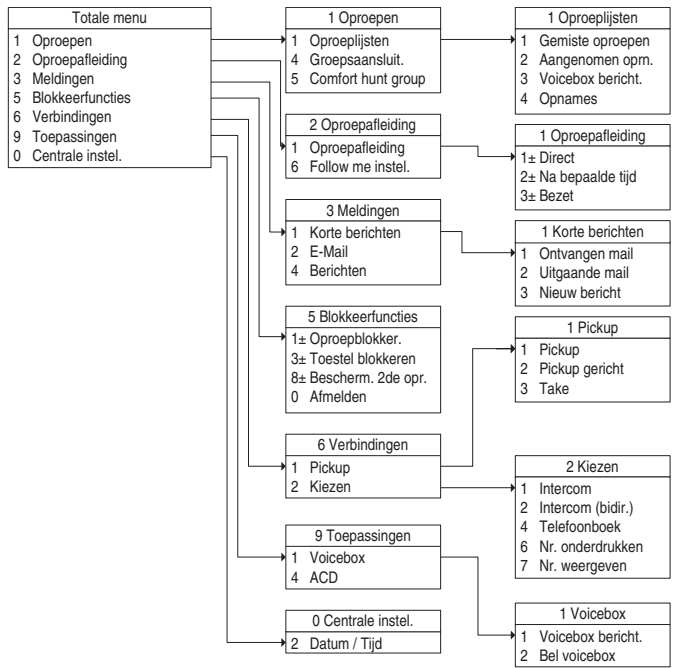 Totale menu
1 Oproepen
2 Oproepafleiding
3 Meldingen
5 Blokkeerfuncties
6 Verbindingen
9 Toepassingen
0 Centrale instel.
1 Oproepen
1 Oproeplijsten
4 Groepsaansluit.
5 Comfort hunt group
1 Oproeplijsten
1 Gemiste oproepen
2 Aangenomen oprn.
3 Voicebox bericht.
4 Opnames
2 Oproepafleiding
1 Oproepafleiding
6 Follow me instel.
1 Oproepafleiding
1± Direct
2± Na bepaalde tijd
3± Bezet
3 Meldingen
1 Korte berichten
2 E-Mail
4 Berichten
1 Korte berichten
1 Ontvangen mail
2 Uitgaande mail
3 Nieuw bericht
5 Blokkeerfuncties
1± Oproepblokker.
3± Toestel blokkeren
8± Bescherm. 2de opr.
0 Afmelden
1 Pickup
1 Pickup
2 Pickup gericht
3 Take
6 Verbindingen
1 Pickup
2 Kiezen
2 Kiezen
1 Intercom
2 Intercom (bidir.)
4 Telefoonboek
6 Nr. onderdrukken
7 Nr. weergeven
9 Toepassingen
1 Voicebox
4 ACD
1 Voicebox
1 Voicebox bericht.
2 Bel voicebox
0 Centrale instel.
2 Datum / Tijd